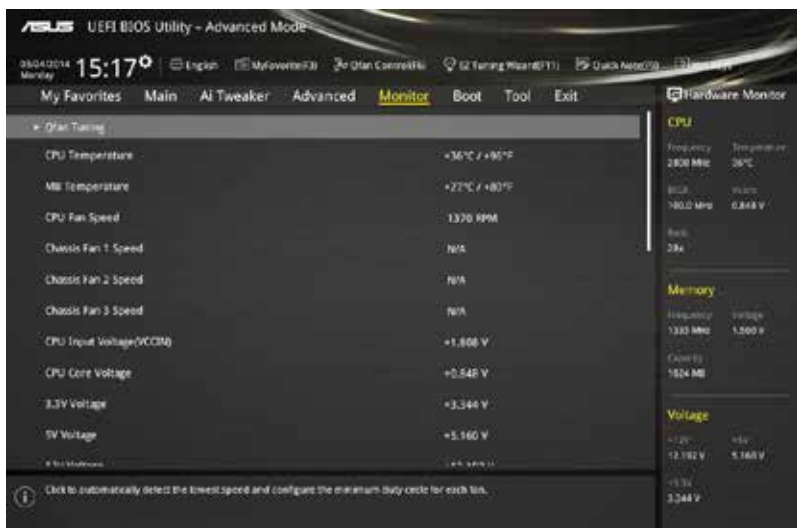 ASUS UEFI BIOS Utility – Advanced Mode
Monday 15:17 English MyFavorite(F3) Qfan Control(F6) EZ Tuning Wizard(F11) Quick Note(F9)
My Favorites Main Ai Tweaker Advanced Monitor Boot Tool Exit
Hardware Monitor
Qfan Tuning
CPU Temperature +36°C / +96°F
MB Temperature +27°C / +80°F
CPU Fan Speed 1370 RPM
Chassis Fan 1 Speed N/A
Chassis Fan 2 Speed N/A
Chassis Fan 3 Speed N/A
CPU Input Voltage(VCCIN) +1.808 V
CPU Core Voltage +0.848 V
3.3V Voltage +3.344 V
5V Voltage +5.160 V
Click to automatically detect the lowest speed and configure the minimum duty cycle for each fan.
CPU
Frequency Temperature
2800 MHz 36°C
100.0 MHz 0.848 V
Ratio
28x
Memory
Frequency Voltage
1333 MHz 1.500 V
Capacity
Voltage
+12V +5V
12.192 V 5.160 V
+3.3V
3.344 V